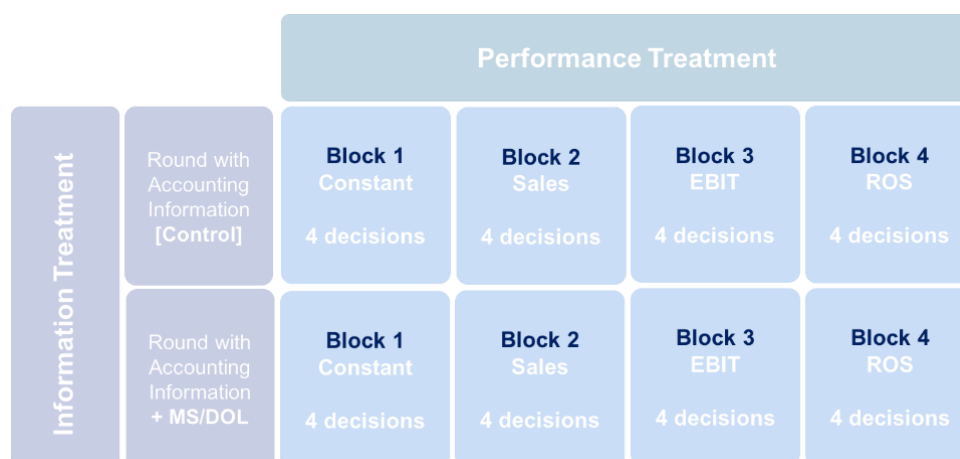 Performance Treatment
Information Treatment
Round with
Accounting
Information
[Control]
Block 1
Constant
4 decisions
Block 2
Sales
4 decisions
Block 3
EBIT
4 decisions
Block 4
ROS
4 decisions
Round with
Accounting
Information
+ MS/DOL
Block 1
Constant
4 decisions
Block 2
Sales
4 decisions
Block 3
EBIT
4 decisions
Block 4
ROS
4 decisions